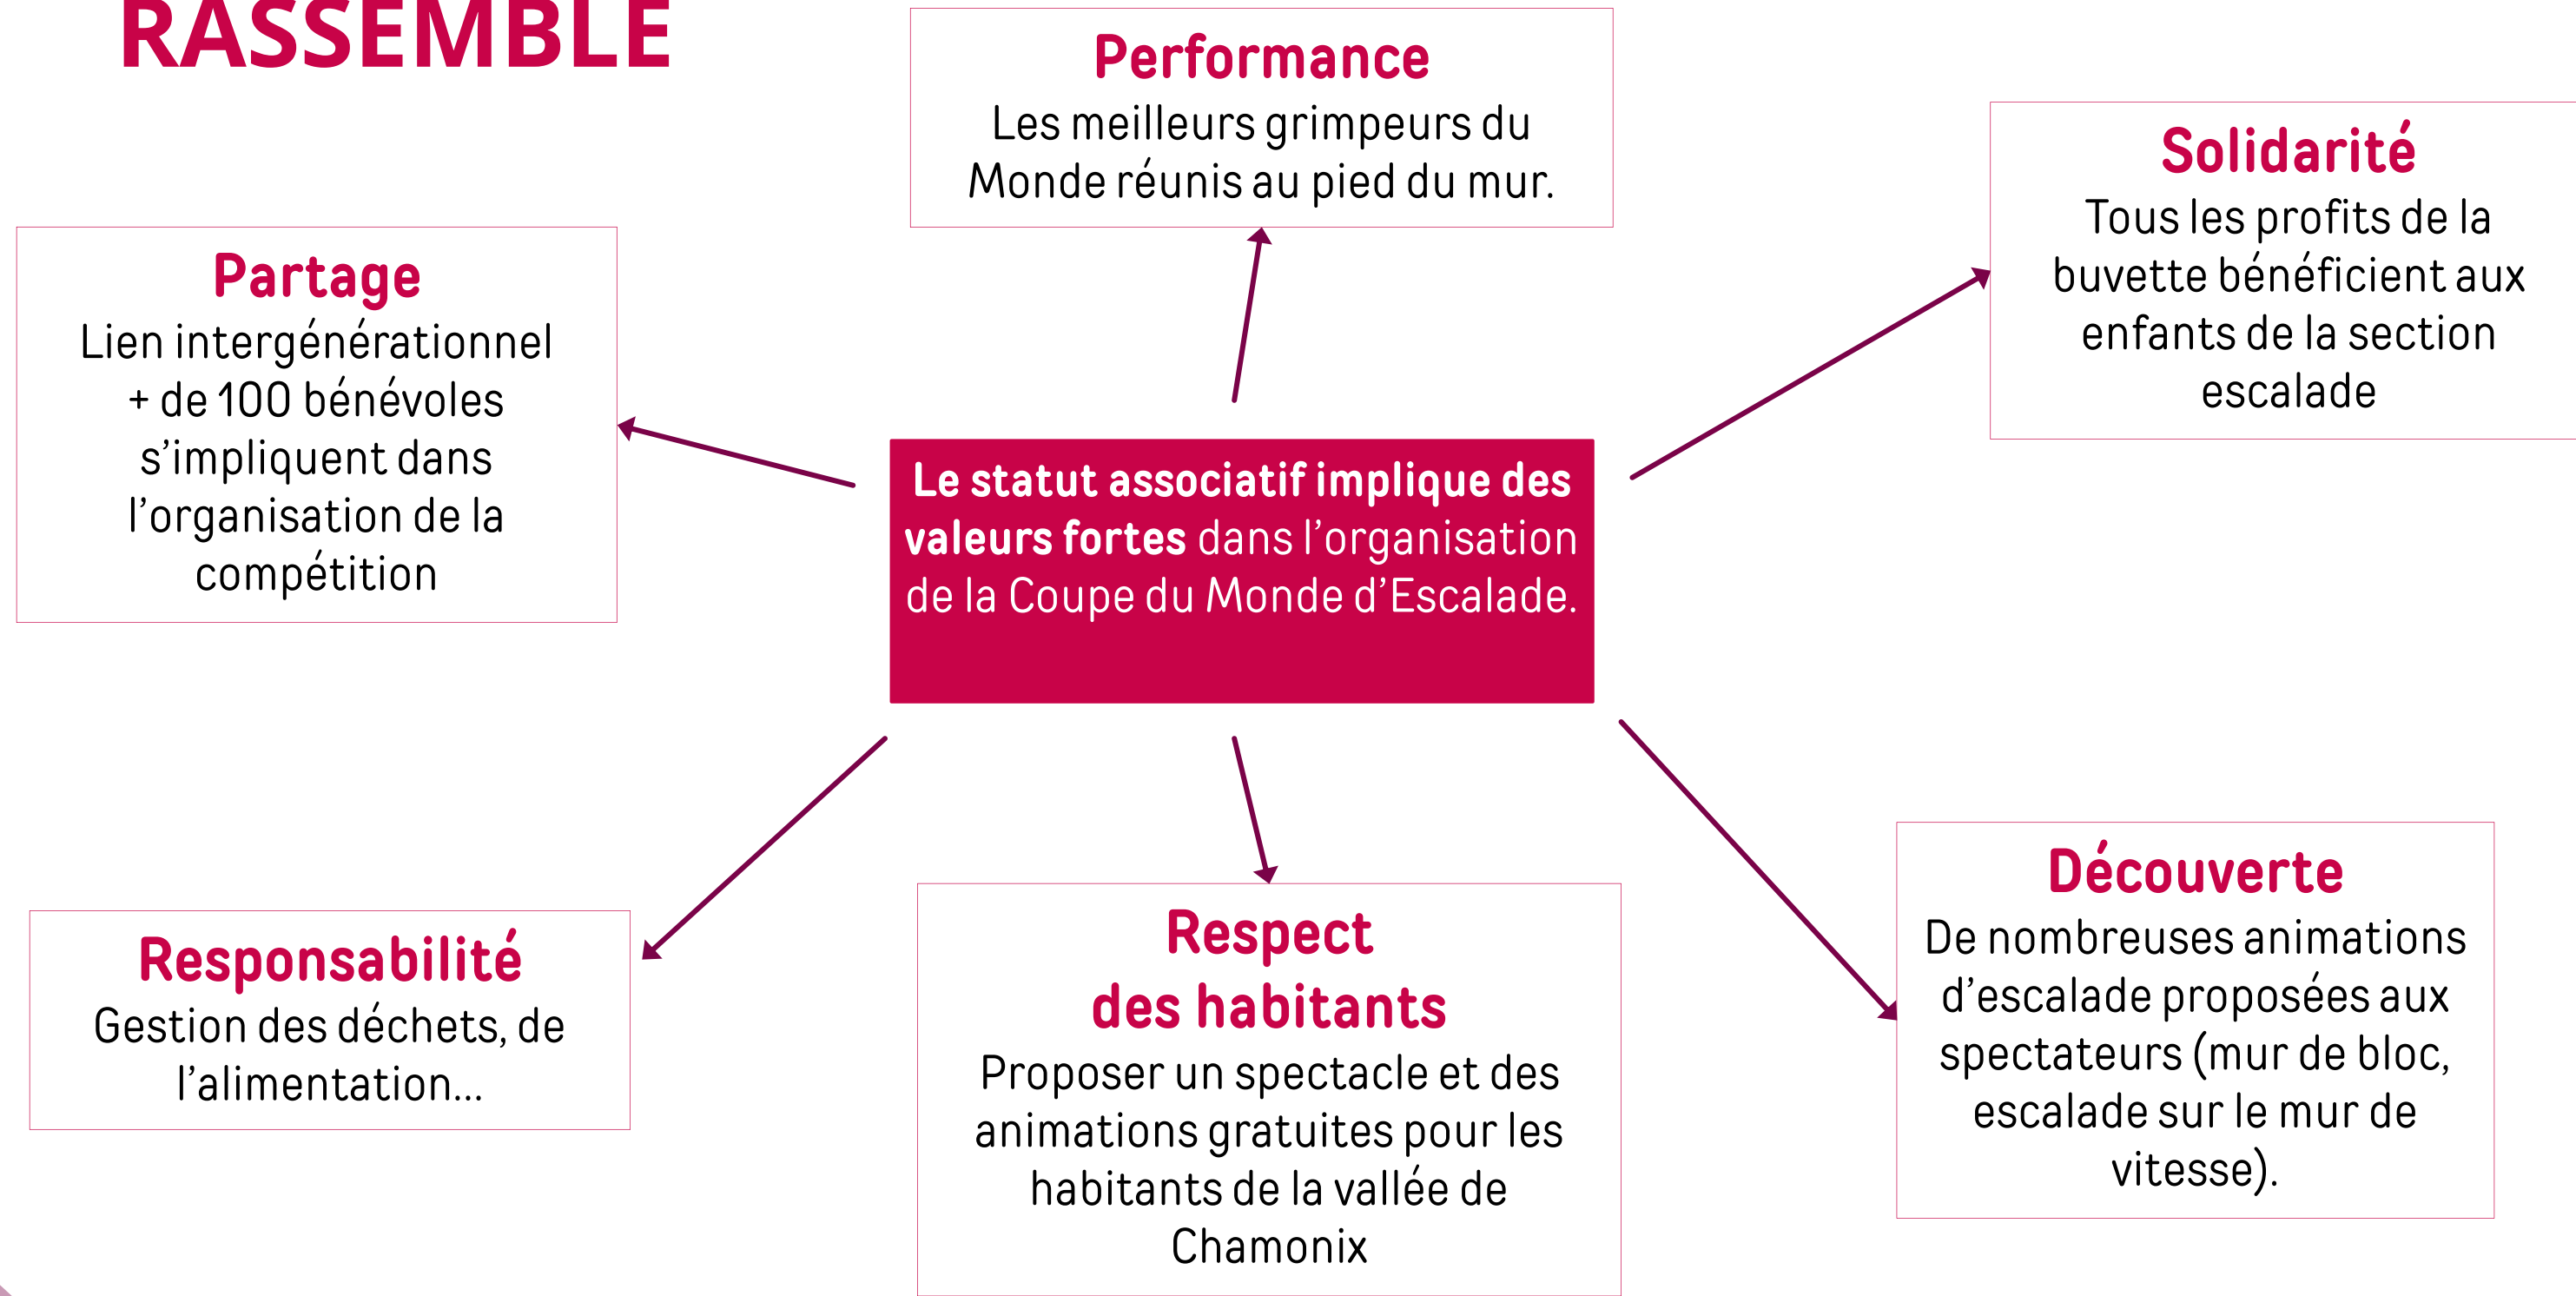 RASSEMBLE
Performance
Les meilleurs grimpeurs du
Monde réunis au pied du mur.
Solidarité
Tous les profits de la
buvette bénéficient aux
enfants de la section
escalade
Partage
Lien intergénérationnel
+ de 100 bénévoles
s’impliquent dans
l’organisation de la
compétition
Le statut associatif implique des
valeurs fortes dans l’organisation
de la Coupe du Monde d’Escalade.
Responsabilité
Gestion des déchets, de
l’alimentation...
Respect
des habitants
Proposer un spectacle et des
animations gratuites pour les
habitants de la vallée de
Chamonix
Découverte
De nombreuses animations
d’escalade proposées aux
spectateurs (mur de bloc,
escalade sur le mur de
vitesse).